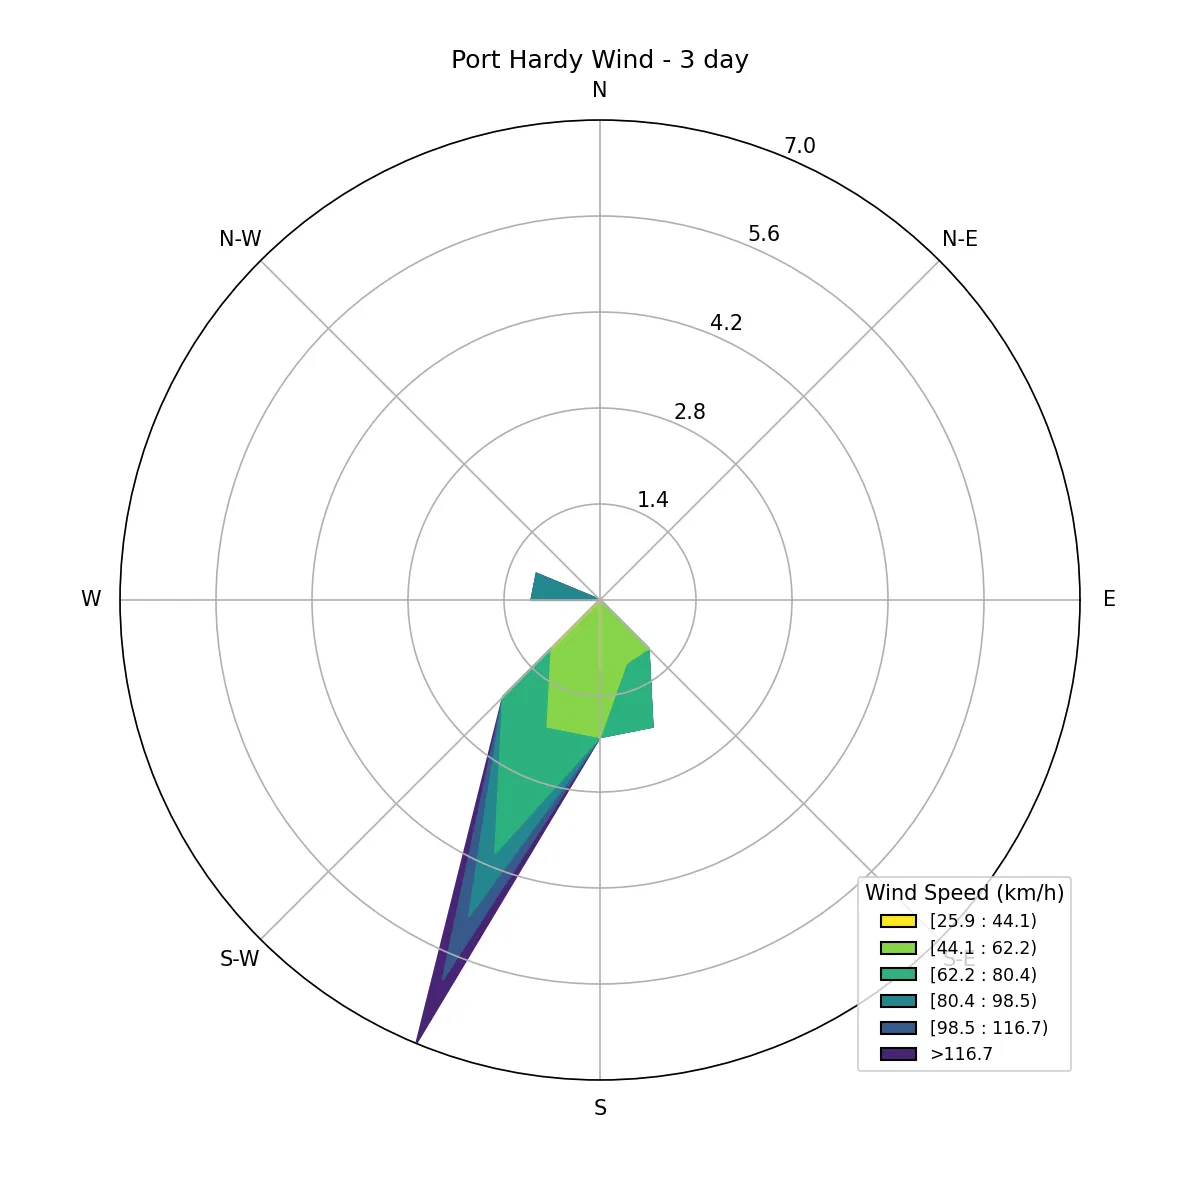 Port Hardy Wind - 3 day
N
7.0
N-W
N-E
5.6
4.2
2.8
1.4
W
E
S-W
S-E
S
Wind Speed (km/h)
[25.9 : 44.1)
[44.1 : 62.2)
[62.2 : 80.4)
[80.4 : 98.5)
[98.5 : 116.7)
>116.7